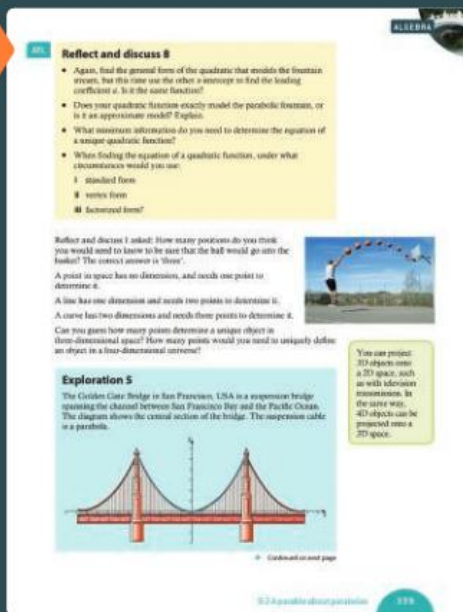 ALGEBRA
ATL
Reflect and discuss 8
• Again, find the general form of the quadratic that models the fountain
stream, but this time use the other x-intercept to find the leading
coefficient a. Is it the same function?
• Does your quadratic function exactly model the parabolic fountain, or
is it an approximate model? Explain.
• What minimum information do you need to determine the equation of
a unique quadratic function?
• When finding the equation of a quadratic function, under what
circumstances would you use:
i standard form
ii vertex form
iii factorized form?
Reflect and discuss 1 asked: How many positions do you think
you would need to know to be sure that the ball would go into the
basket? The correct answer is 'three'.
A point in space has no dimension, and needs one point to
determine it.
A line has one dimension and needs two points to determine it.
A curve has two dimensions and needs three points to determine it.
Can you guess how many points determine a unique object in
three-dimensional space? How many points would you need to uniquely define
an object in a four-dimensional universe?
You can project
3D objects onto
a 2D space, such
as with television
transmission. In
the same way,
4D objects can be
projected onto a
3D space.
Exploration 5
The Golden Gate Bridge in San Francisco, USA is a suspension bridge
spanning the channel between San Francisco Bay and the Pacific Ocean.
The diagram shows the central section of the bridge. The suspension cable
is a parabola.
Continued on next page
9.2 A parable about parabolas